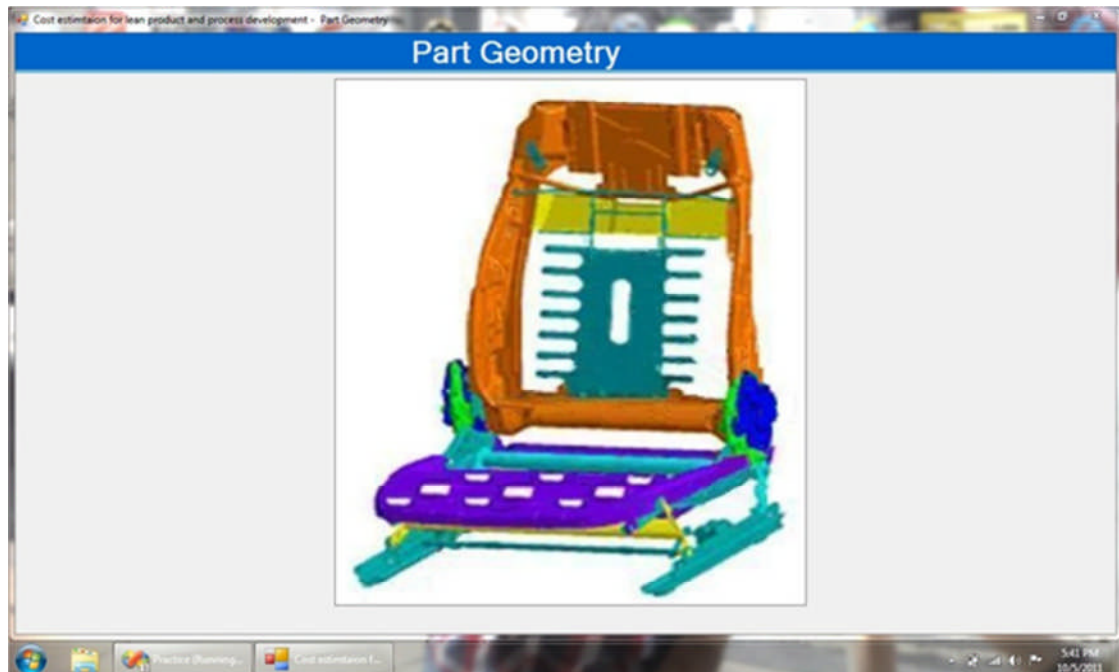 Cost estimtaion for lean product and process development - Part Geometry
Part Geometry
Practice (Running...
Cost estimtaion f...
5:41 PM
10/5/2013